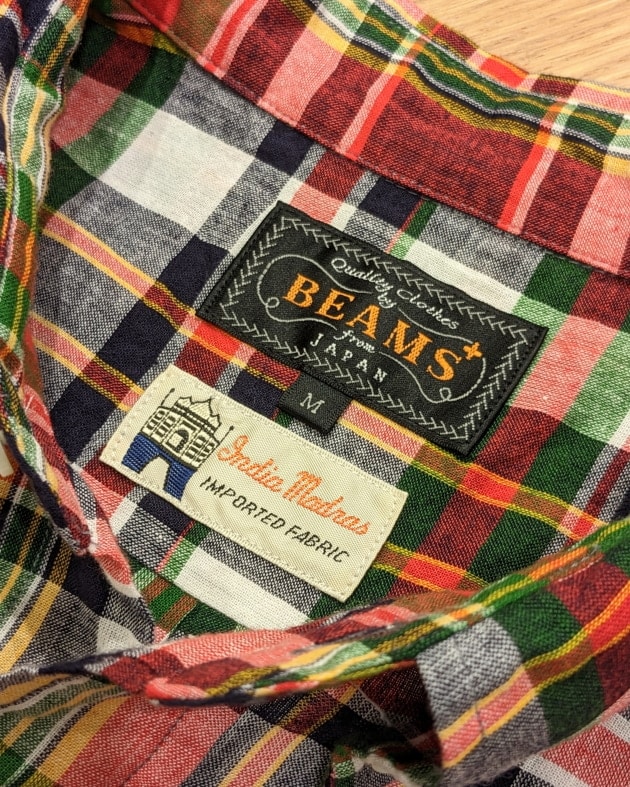 Quality Clothes
by
BEAMS+
from
JAPAN
M
India Madras
IMPORTED FABRIC